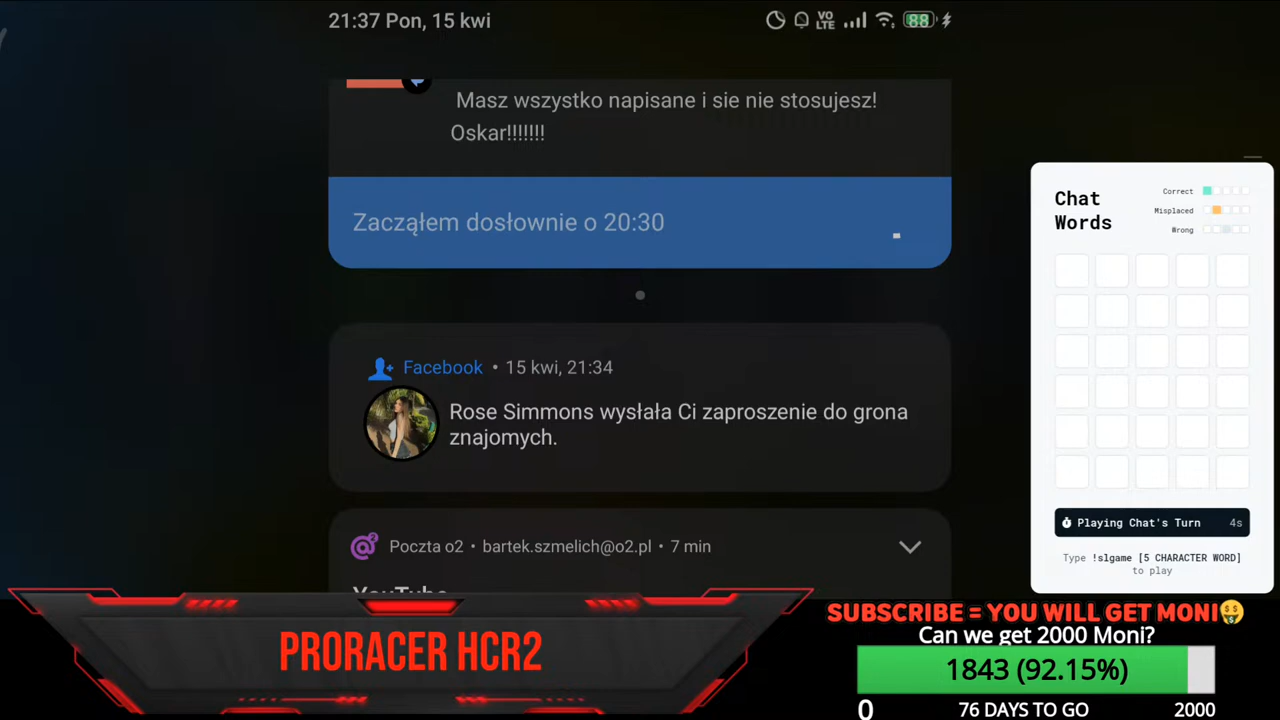 21:37 Pon, 15 kwi
VO LTE
88
Masz wszystko napisane i sie nie stosujesz!
Oskar!!!!!!!
Zacząłem dosłownie o 20:30
Facebook • 15 kwi, 21:34
Rose Simmons wysłała Ci zaproszenie do grona
znajomych.
Poczta o2 • bartek.szmelich@o2.pl • 7 min
YouTube
Chat
Words
Correct
Misplaced
Wrong
Playing Chat's Turn 4s
Type !slgame [5 CHARACTER WORD]
to play
PRORACER HCR2
SUBSCRIBE = YOU WILL GET MONI🤑
Can we get 2000 Moni?
1843 (92.15%)
0 76 DAYS TO GO 2000